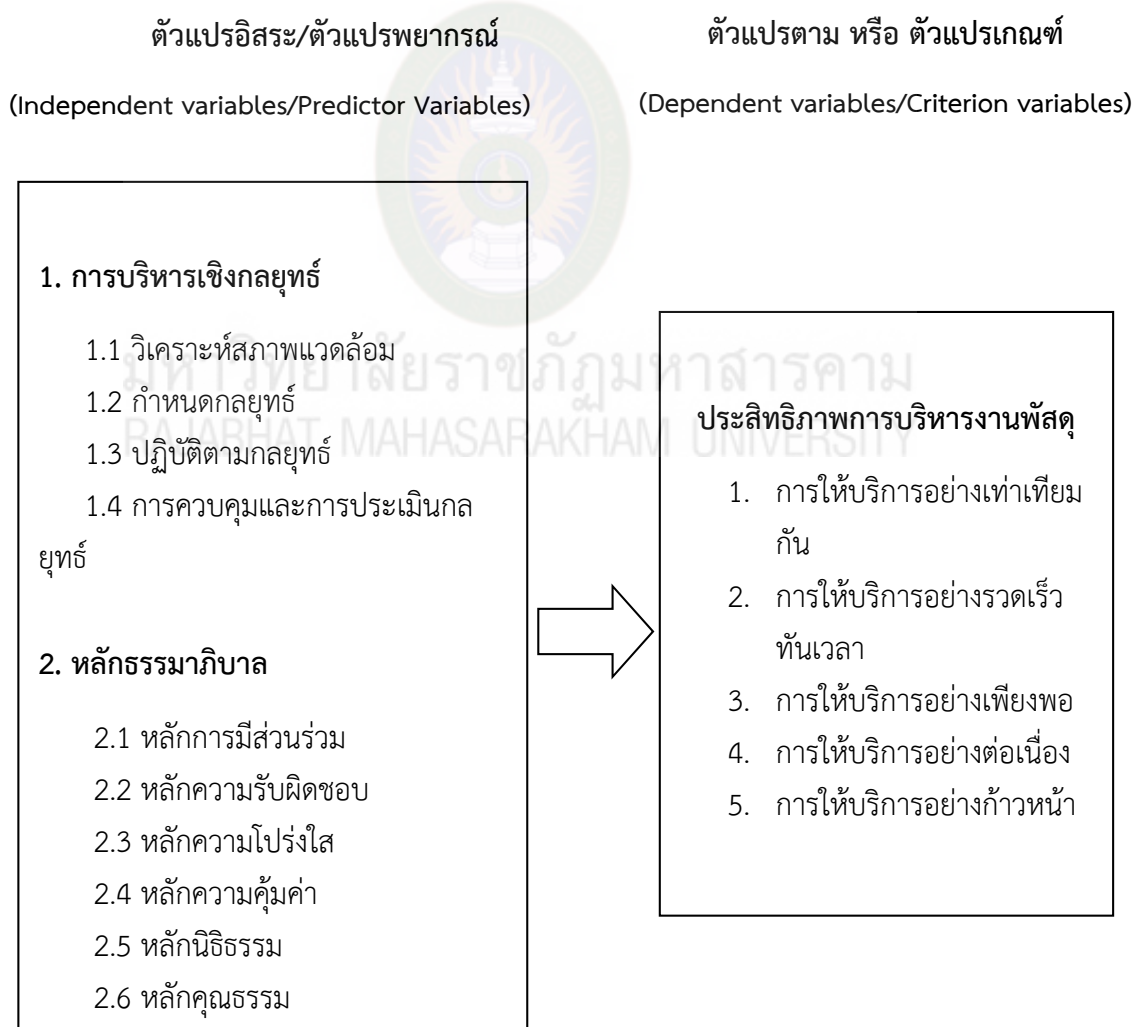 ตัวแปรอิสระ/ตัวแปรพยากรณ์
(Independent variables/Predictor Variables)
ตัวแปรตาม หรือ ตัวแปรเกณฑ์
(Dependent variables/Criterion variables)
1. การบริหารเชิงกลยุทธ์
1.1 วิเคราะห์สภาพแวดล้อม
1.2 กำหนดกลยุทธ์
1.3 ปฏิบัติตามกลยุทธ์
1.4 การควบคุมและการประเมินกล
ยุทธ์
2. หลักธรรมาภิบาล
2.1 หลักการมีส่วนร่วม
2.2 หลักความรับผิดชอบ
2.3 หลักความโปร่งใส
2.4 หลักความคุ้มค่า
2.5 หลักนิธิธรรม
2.6 หลักคุณธรรม
ประสิทธิภาพการบริหารงานพัสดุ
1. การให้บริการอย่างเท่าเทียม
กัน
2. การให้บริการอย่างรวดเร็ว
ทันเวลา
3. การให้บริการอย่างเพียงพอ
4. การให้บริการอย่างต่อเนื่อง
5. การให้บริการอย่างก้าวหน้า
มหาวิทยาลัยราชภัฏมหาสารคาม
RAJABHAT MAHASARAKHAM UNIVERSITY